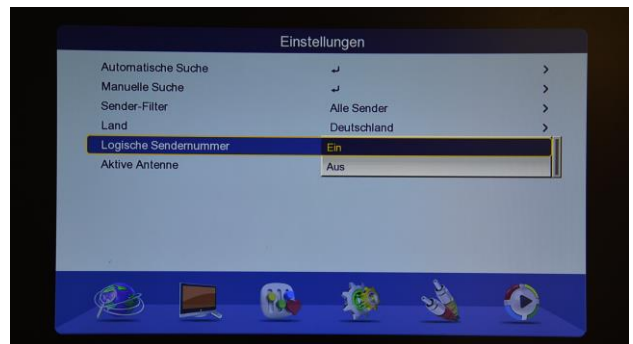 Einstellungen
Automatische Suche ↵ >
Manuelle Suche ↵ >
Sender-Filter Alle Sender >
Land Deutschland >
Logische Sendernummer Ein
Aktive Antenne Aus